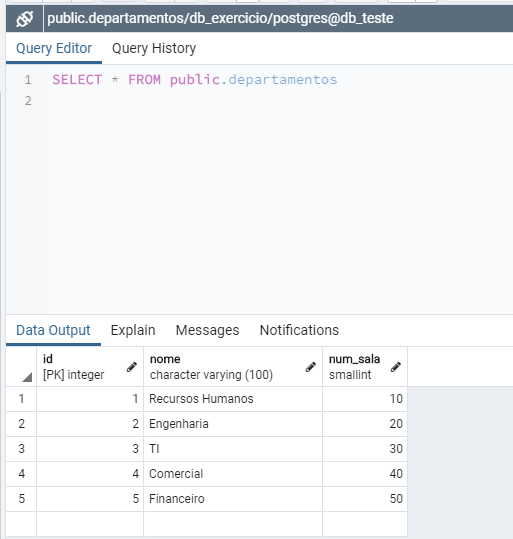 public.departamentos/db_exercicio/postgres@db_teste
Query Editor Query History
1 SELECT * FROM public.departamentos
2
Data Output Explain Messages Notifications
id nome num_sala
[PK] integer character varying (100) smallint
1 1 Recursos Humanos 10
2 2 Engenharia 20
3 3 TI 30
4 4 Comercial 40
5 5 Financeiro 50